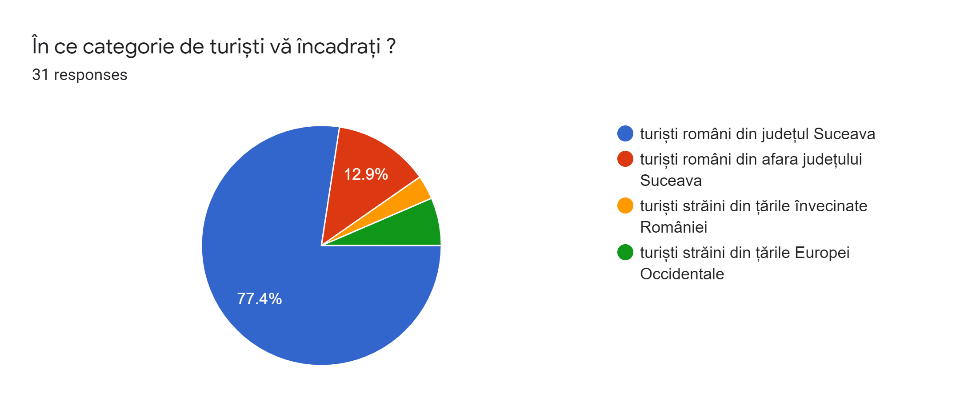 În ce categorie de turiști vă încadrați ?
31 responses
12.9%
77.4%
turiști români din județul Suceava
turiști români din afara județului
Suceava
turiști străini din țările învecinate
României
turiști străini din țările Europei
Occidentale